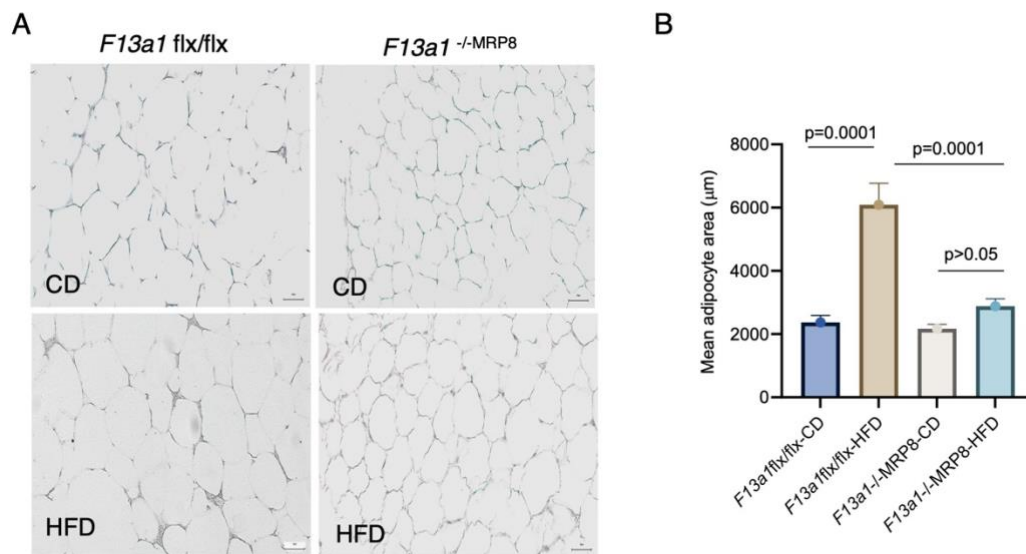 A
B
F13a1 flx/flx
F13a1 -/-MRP8
CD
CD
HFD
HFD
p=0.0001
p=0.0001
p>0.05
Mean adipocyte area (μm)
8000
6000
4000
2000
0
F13a1flx/flx-CD
F13a1flx/flx-HFD
F13a1-/-MRP8-CD
F13a1-/-MRP8-HFD